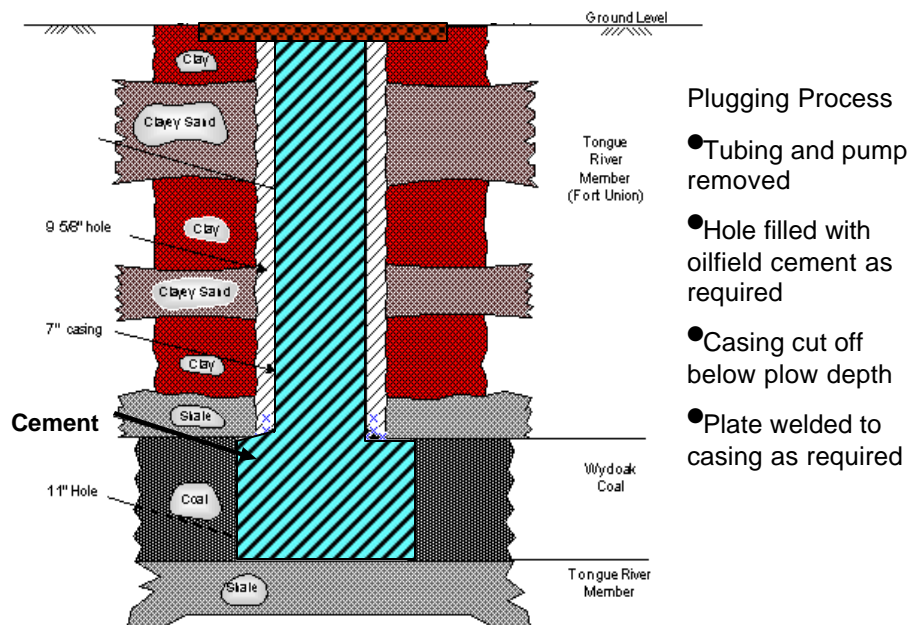 Ground Level
Clay
Clayey Sand
Plugging Process
Tongue
River
Member
(Fort Union)
●Tubing and pump
removed
9 5/8" hole
Clay
●Hole filled with
oilfield cement as
required
Clayey Sand
7" casing
●Casing cut off
below plow depth
Clay
Shale
Cement
●Plate welded to
casing as required
Wydoak
Coal
11" Hole
Coal
Tongue River
Member
Shale